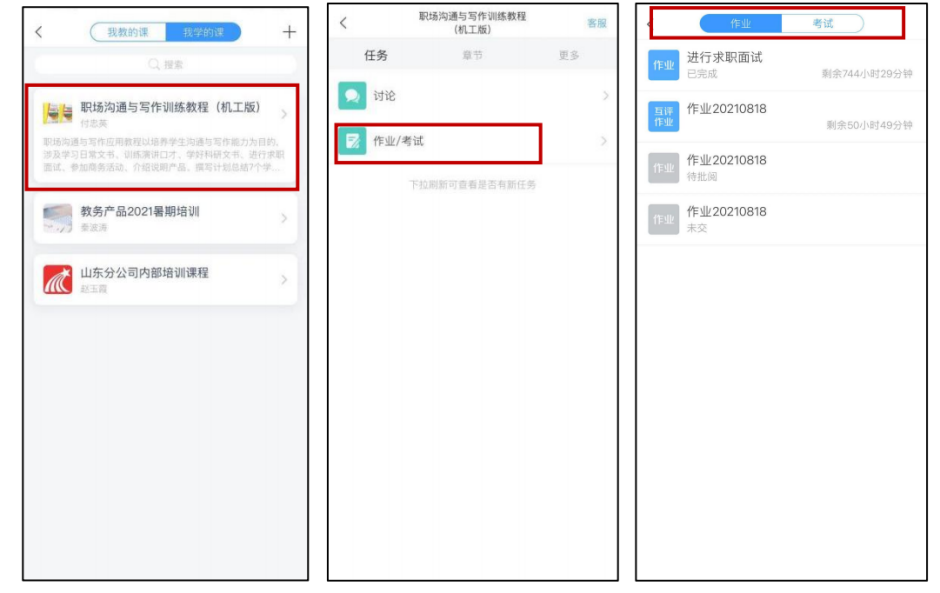 我教的课
我学的课
搜索
职场沟通与写作训练教程（机工版）
付忠英
职场沟通与写作应用教程以培养学生沟通与写作能力为目的,
涉及学习日常文书、训练演讲口才、学好科研文书、进行求职
面试、参加商务活动、介绍说明产品、撰写计划总结7个学...
教务产品2021暑期培训
秦波涛
山东分公司内部培训课程
赵玉霞
职场沟通与写作训练教程
（机工版）
客服
任务
章节
更多
讨论
作业/考试
下拉刷新可查看是否有新任务
作业
考试
作业
进行求职面试
已完成
剩余744小时29分钟
互评
作业
作业20210818
剩余50小时49分钟
作业
作业20210818
待批阅
作业
作业20210818
未交